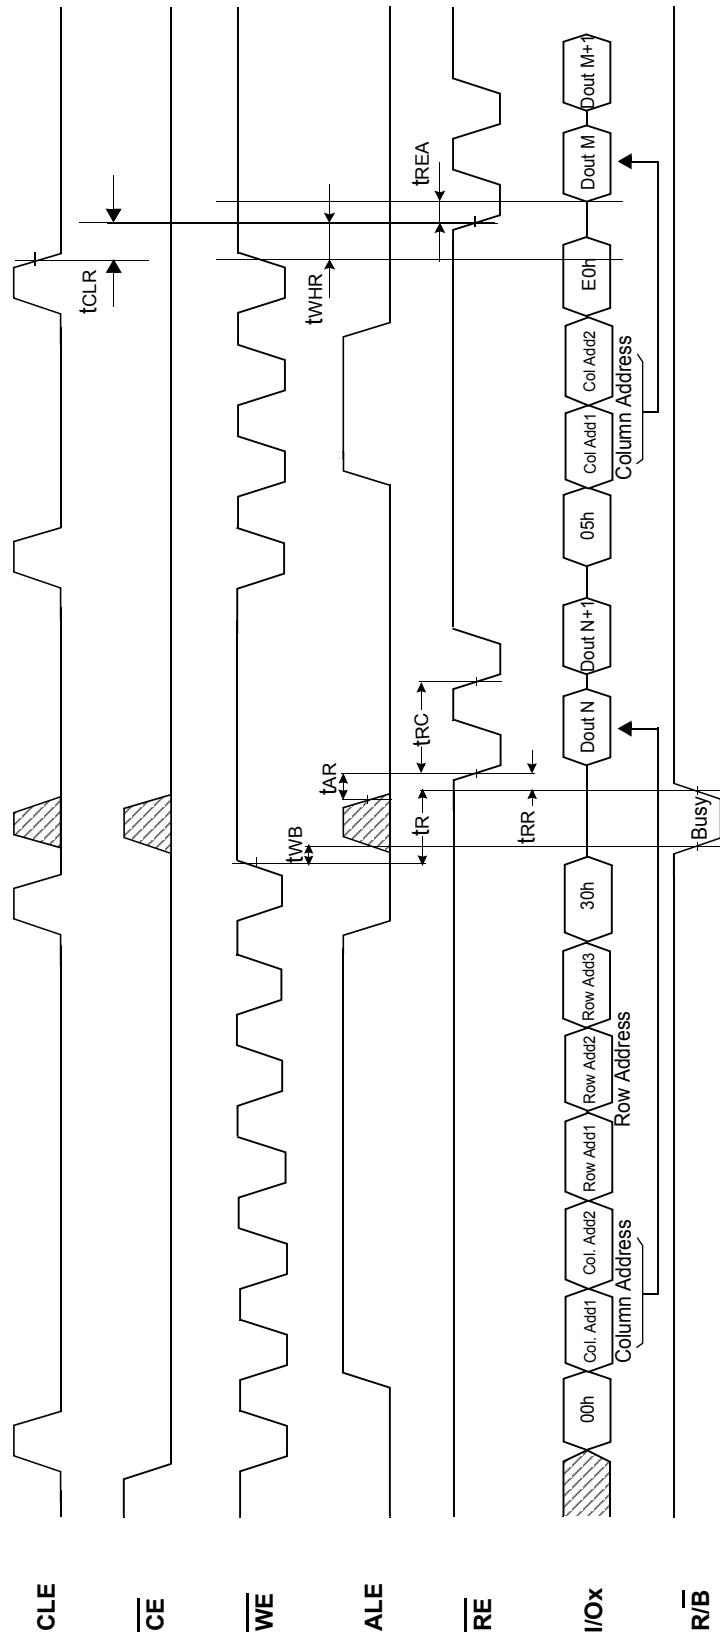 CLE
tCLR
CE
WE
tWB
tWHR
ALE
tAR
tR
tRC
tREA
RE
tRR
I/Ox
00h
Col. Add1
Col. Add2
Row Add1
Row Add2
Row Add3
30h
Dout N
Dout N+1
05h
Col Add1
Col Add2
E0h
Dout M
Dout M+1
Column Address
Row Address
Column Address
R/B
Busy